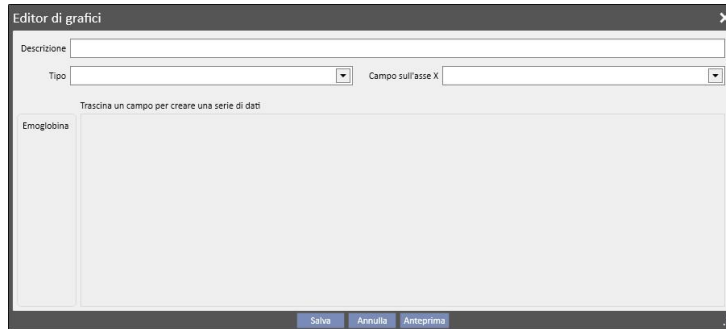 Editor di grafici
Descrizione
Tipo Campo sull'asse X
Trascina un campo per creare una serie di dati
Emoglobina
Salva Annulla Anteprima